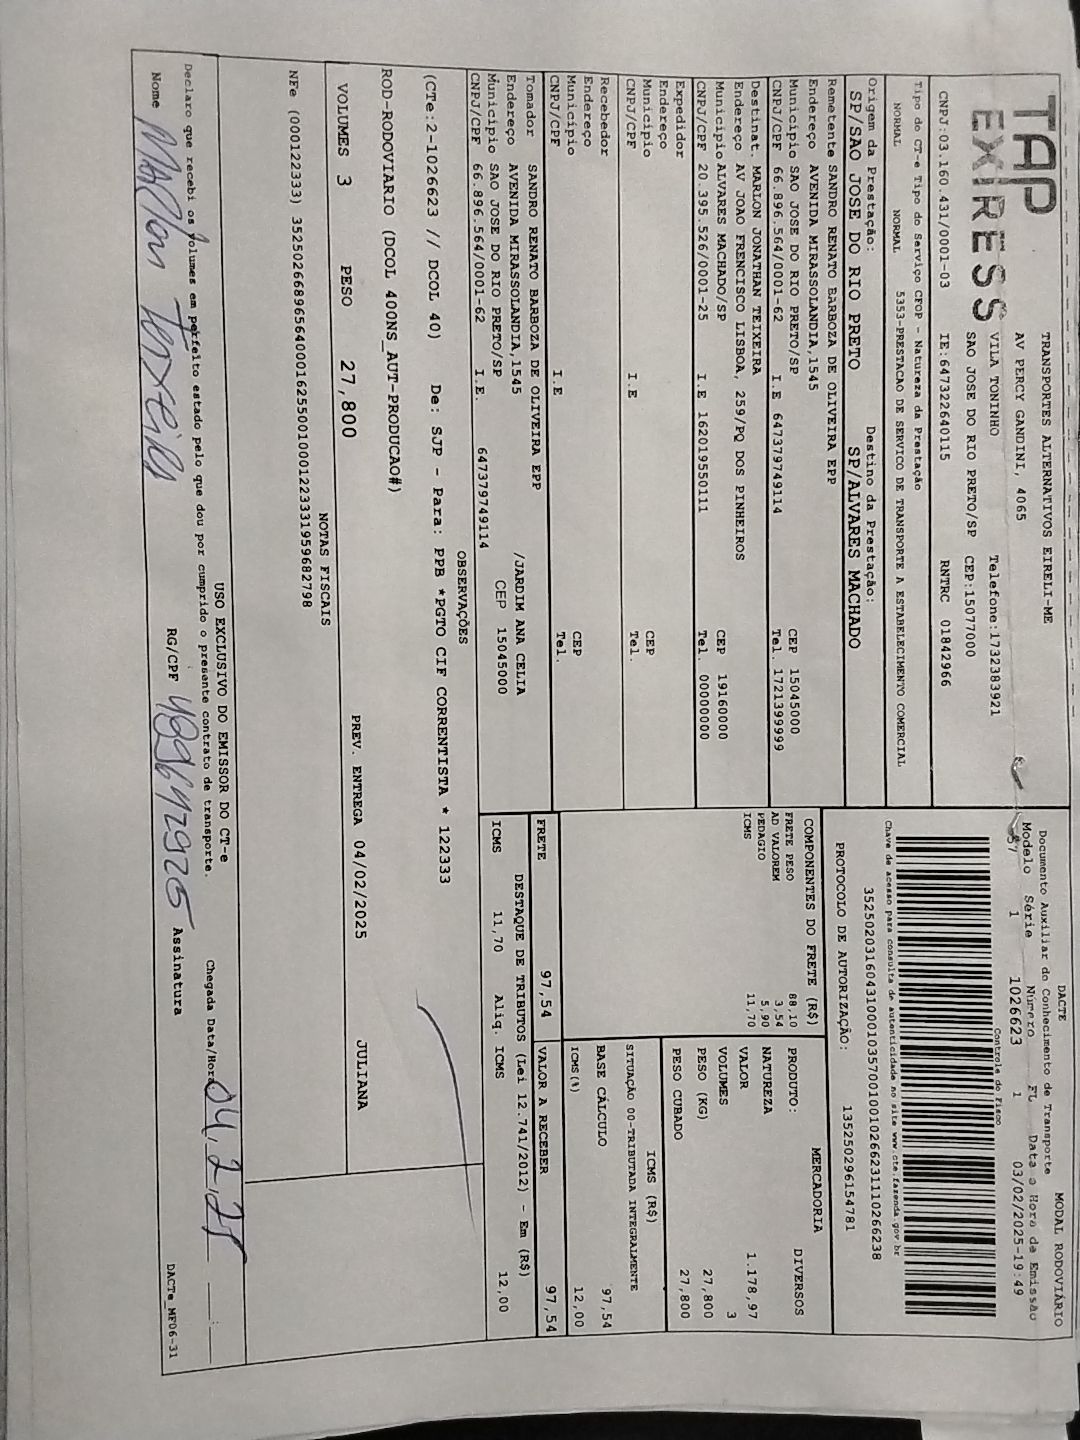 TAP
EXPRESS
TRANSPORTES ALTERNATIVOS EIRELI-ME
AV PERCY GANDINI, 4065
VILA TONINHO Telefone:1732383921
SAO JOSE DO RIO PRETO/SP CEP:15077000
CNPJ:03.160.431/0001-03 IE:647322640115 RNTRC 01842966
DACTE MODAL RODOVIÁRIO
Documento Auxiliar do Conhecimento de Transporte
Modelo Série Número FL Data e Hora da Emissão
57 1 1026623 1 03/02/2025-19:49
Controle do Fisco
Chave de acesso para consulta de autenticidade no site www.cte.fazenda.gov.br
35250203160431000103570010010266231110266238
PROTOCOLO DE AUTORIZAÇÃO: 135250296154781
Tipo do CT-e Tipo do Serviço CFOP - Natureza da Prestação
NORMAL NORMAL 5353-PRESTACAO DE SERVICO DE TRANSPORTE A ESTABELECIMENTO COMERCIAL
Origem da Prestação: Destino da Prestação:
SP/SAO JOSE DO RIO PRETO SP/ALVARES MACHADO
Remetente SANDRO RENATO BARBOZA DE OLIVEIRA EPP
Endereço AVENIDA MIRASSOLANDIA,1545
Município SAO JOSE DO RIO PRETO/SP CEP 15045000
CNPJ/CPF 66.896.564/0001-62 I.E 647379749114 Tel. 1721399999
Destinat. MARLON JONATHAN TEIXEIRA
Endereço AV JOAO FRENCISCO LISBOA, 259/PQ DOS PINHEIROS
Município ALVARES MACHADO/SP CEP 19160000
CNPJ/CPF 20.395.526/0001-25 I.E 16201955​0111 Tel. 00000000
Expedidor
Endereço
Município CEP
CNPJ/CPF I.E Tel.
Recebedor
Endereço
Município CEP
CNPJ/CPF I.E Tel.
Tomador SANDRO RENATO BARBOZA DE OLIVEIRA EPP
Endereço AVENIDA MIRASSOLANDIA,1545 /JARDIM ANA CELIA
Município SAO JOSE DO RIO PRETO/SP CEP 15045000
CNPJ/CPF 66.896.564/0001-62 I.E. 647379749114
COMPONENTES DO FRETE (R$)
FRETE PESO 88,10
AD VALOREM 3,54
PEDAGIO 5,90
ICMS 11,70
MERCADORIA
PRODUTO: DIVERSOS
NATUREZA
VALOR 1.178,97
VOLUMES 3
PESO (KG) 27,800
PESO CUBADO 27,800
ICMS (R$)
SITUAÇÃO 00-TRIBUTADA INTEGRALMENTE
BASE CÁLCULO 97,54
ICMS(%) 12,00
FRETE 97,54 VALOR A RECEBER 97,54
DESTAQUE DE TRIBUTOS (Lei 12.741/2012) - Em (R$)
ICMS 11,70 Aliq. ICMS 12,00
OBSERVAÇÕES
(CTe:2-1026623 // DCOL 40) De: SJP - Para: PPB *PGTO CIF CORRENTISTA * 122333
ROD-RODOVIARIO (DCOL 400NS_AUT-PRODUCAO#)
VOLUMES 3 PESO 27,800 PREV. ENTREGA 04/02/2025 JULIANA
NOTAS FISCAIS
NFe (000122333) 35250266896564000162550010001223331959682798
USO EXCLUSIVO DO EMISSOR DO CT-e
Declaro que recebi os volumes em perfeito estado pelo que dou por cumprido o presente contrato de transporte.
Chegada Data/Hora 04.2.25
Nome Marlon Teixeira RG/CPF 489647975 Assinatura
DACTe_MF06-31